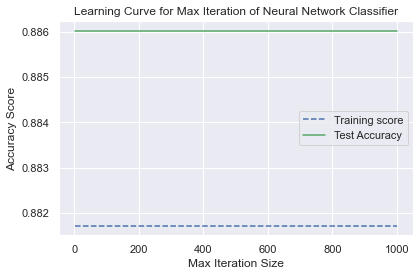 Learning Curve for Max Iteration of Neural Network Classifier
0.886
0.885
0.884
0.883
0.882
Accuracy Score
Training score
Test Accuracy
0
200
400
600
800
1000
Max Iteration Size